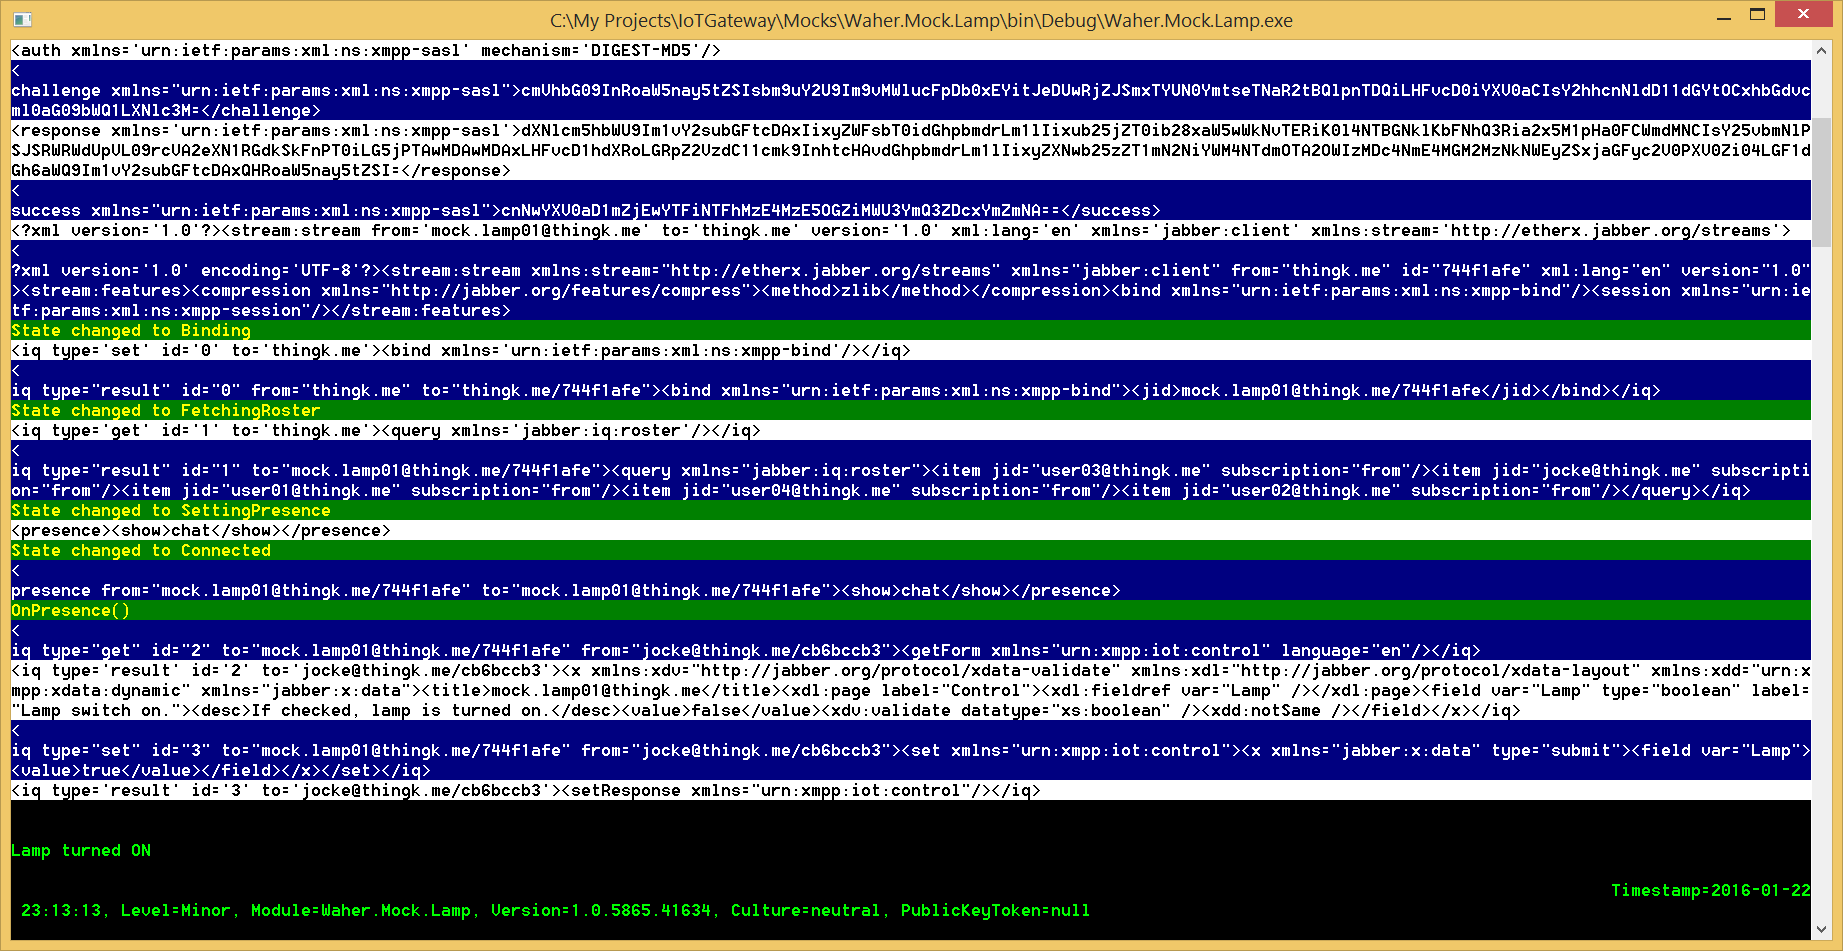 C:\My Projects\IoTGateway\Mocks\Waher.Mock.Lamp\bin\Debug\Waher.Mock.Lamp.exe
<auth xmlns='urn:ietf:params:xml:ns:xmpp-sasl' mechanism='DIGEST-MD5'/>
<
challenge xmlns="urn:ietf:params:xml:ns:xmpp-sasl">cmVhbG09InRoaW5nay5tZSIsbm9uY2U9Im9vMWlucFpDb0xEYitJeDUwRjZJSmxTYUN0YmtseTNaR2tBQlpnTDQiLHFvcD0iYXV0aCIsY2hhcnNldD11dGYtOCxhbGdvc
ml0aG09bWQ1LXNlc3M=</challenge>
<response xmlns='urn:ietf:params:xml:ns:xmpp-sasl'>dXNlcm5hbWU9Im1vY2subGFtcDAxIixyZWFsbT0idGhpbmdrLm1lIixub25jZT0ib28xaW5wWkNvTERiK0l4NTBGNklKbFNhQ3Ria2x5M1pHa0FCWmdMNCIsY25vbmNlP
SJSRWRWdUpVL09rcVA2eXN1RGdkSkFnPT0iLG5jPTAwMDAwMDAxLHFvcD1hdXRoLGRpZ2VzdC11cmk9InhtcHAvdGhpbmdrLm1lIixyZXNwb25zZT1mN2NiYWM4NTdmOTA2OWIzMDc4NmE4MGM2MzNkNWEyZSxjaGFyc2V0PXV0Zi04LGF1d
Gh6aWQ9Im1vY2subGFtcDAxQHRoaW5nay5tZSI=</response>
<
success xmlns="urn:ietf:params:xml:ns:xmpp-sasl">cnNwYXV0aD1mZjEwYTFiNTFhMzE4MzE5OGZiMWU3YmQ3ZDcxYmZmNA==</success>
<?xml version='1.0'?><stream:stream from='mock.lamp01@thingk.me' to='thingk.me' version='1.0' xml:lang='en' xmlns='jabber:client' xmlns:stream='http://etherx.jabber.org/streams'>
<
?xml version='1.0' encoding='UTF-8'?><stream:stream xmlns:stream="http://etherx.jabber.org/streams" xmlns="jabber:client" from="thingk.me" id="744f1afe" xml:lang="en" version="1.0"
><stream:features><compression xmlns="http://jabber.org/features/compress"><method>zlib</method></compression><bind xmlns="urn:ietf:params:xml:ns:xmpp-bind"/><session xmlns="urn:ie
tf:params:xml:ns:xmpp-session"/></stream:features>
State changed to Binding
<iq type='set' id='0' to='thingk.me'><bind xmlns='urn:ietf:params:xml:ns:xmpp-bind'/></iq>
<
iq type="result" id="0" from="thingk.me" to="thingk.me/744f1afe"><bind xmlns="urn:ietf:params:xml:ns:xmpp-bind"><jid>mock.lamp01@thingk.me/744f1afe</jid></bind></iq>
State changed to FetchingRoster
<iq type='get' id='1' to='thingk.me'><query xmlns='jabber:iq:roster'/></iq>
<
iq type="result" id="1" to="mock.lamp01@thingk.me/744f1afe"><query xmlns="jabber:iq:roster"><item jid="user03@thingk.me" subscription="from"/><item jid="jocke@thingk.me" subscripti
on="from"/><item jid="user01@thingk.me" subscription="from"/><item jid="user04@thingk.me" subscription="from"/><item jid="user02@thingk.me" subscription="from"/></query></iq>
State changed to SettingPresence
<presence><show>chat</show></presence>
State changed to Connected
<
presence from="mock.lamp01@thingk.me/744f1afe" to="mock.lamp01@thingk.me/744f1afe"><show>chat</show></presence>
OnPresence()
<
iq type="get" id="2" to="mock.lamp01@thingk.me/744f1afe" from="jocke@thingk.me/cb6bccb3"><getForm xmlns="urn:xmpp:iot:control" language="en"/></iq>
<iq type='result' id='2' to='jocke@thingk.me/cb6bccb3'><x xmlns:xdv="http://jabber.org/protocol/xdata-validate" xmlns:xdl="http://jabber.org/protocol/xdata-layout" xmlns:xdd="urn:x
mpp:xdata:dynamic" xmlns="jabber:x:data"><title>mock.lamp01@thingk.me</title><xdl:page label="Control"><xdl:fieldref var="Lamp" /></xdl:page><field var="Lamp" type="boolean" label=
"Lamp switch on."><desc>If checked, lamp is turned on.</desc><value>false</value><xdv:validate datatype="xs:boolean" /><xdd:notSame /></field></x></iq>
<
iq type="set" id="3" to="mock.lamp01@thingk.me/744f1afe" from="jocke@thingk.me/cb6bccb3"><set xmlns="urn:xmpp:iot:control"><x xmlns="jabber:x:data" type="submit"><field var="Lamp">
<value>true</value></field></x></set></iq>
<iq type='result' id='3' to='jocke@thingk.me/cb6bccb3'><setResponse xmlns="urn:xmpp:iot:control"/></iq>
Lamp turned ON
Timestamp=2016-01-22
23:13:13, Level=Minor, Module=Waher.Mock.Lamp, Version=1.0.5865.41634, Culture=neutral, PublicKeyToken=null